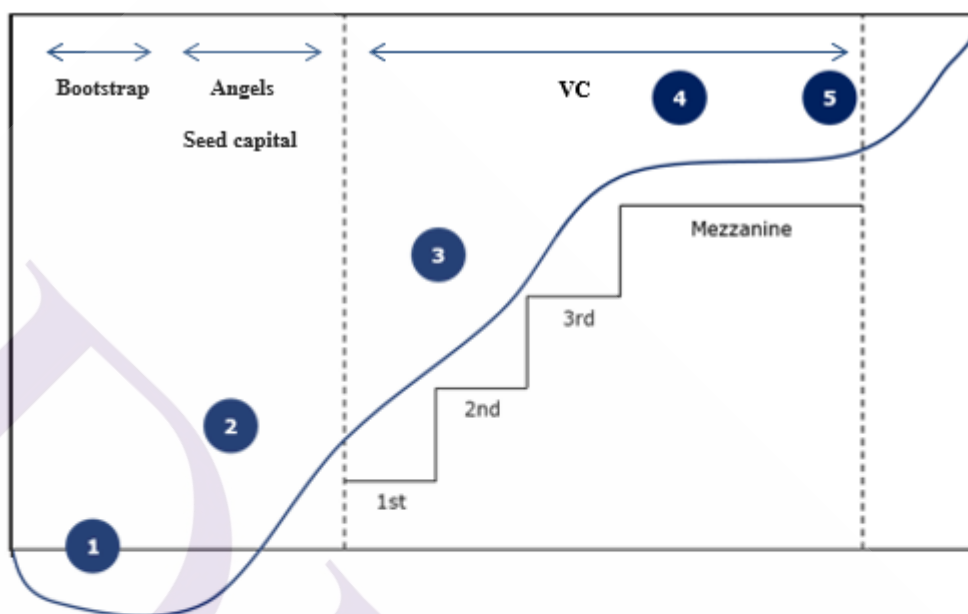 Bootstrap
Angels
VC
4
5
Seed capital
Mezzanine
3
3rd
2nd
2
1st
1